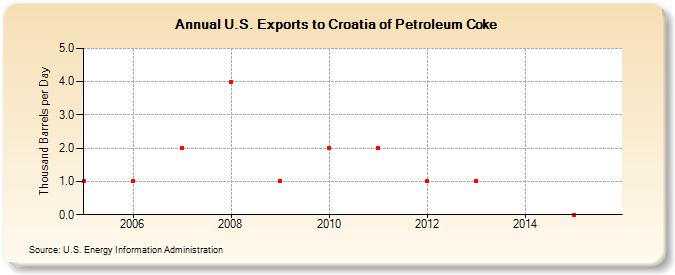 Annual U.S. Exports to Croatia of Petroleum Coke
Thousand Barrels per Day
5.0
4.0
3.0
2.0
1.0
0.0
2006 2008 2010 2012 2014
Source: U.S. Energy Information Administration